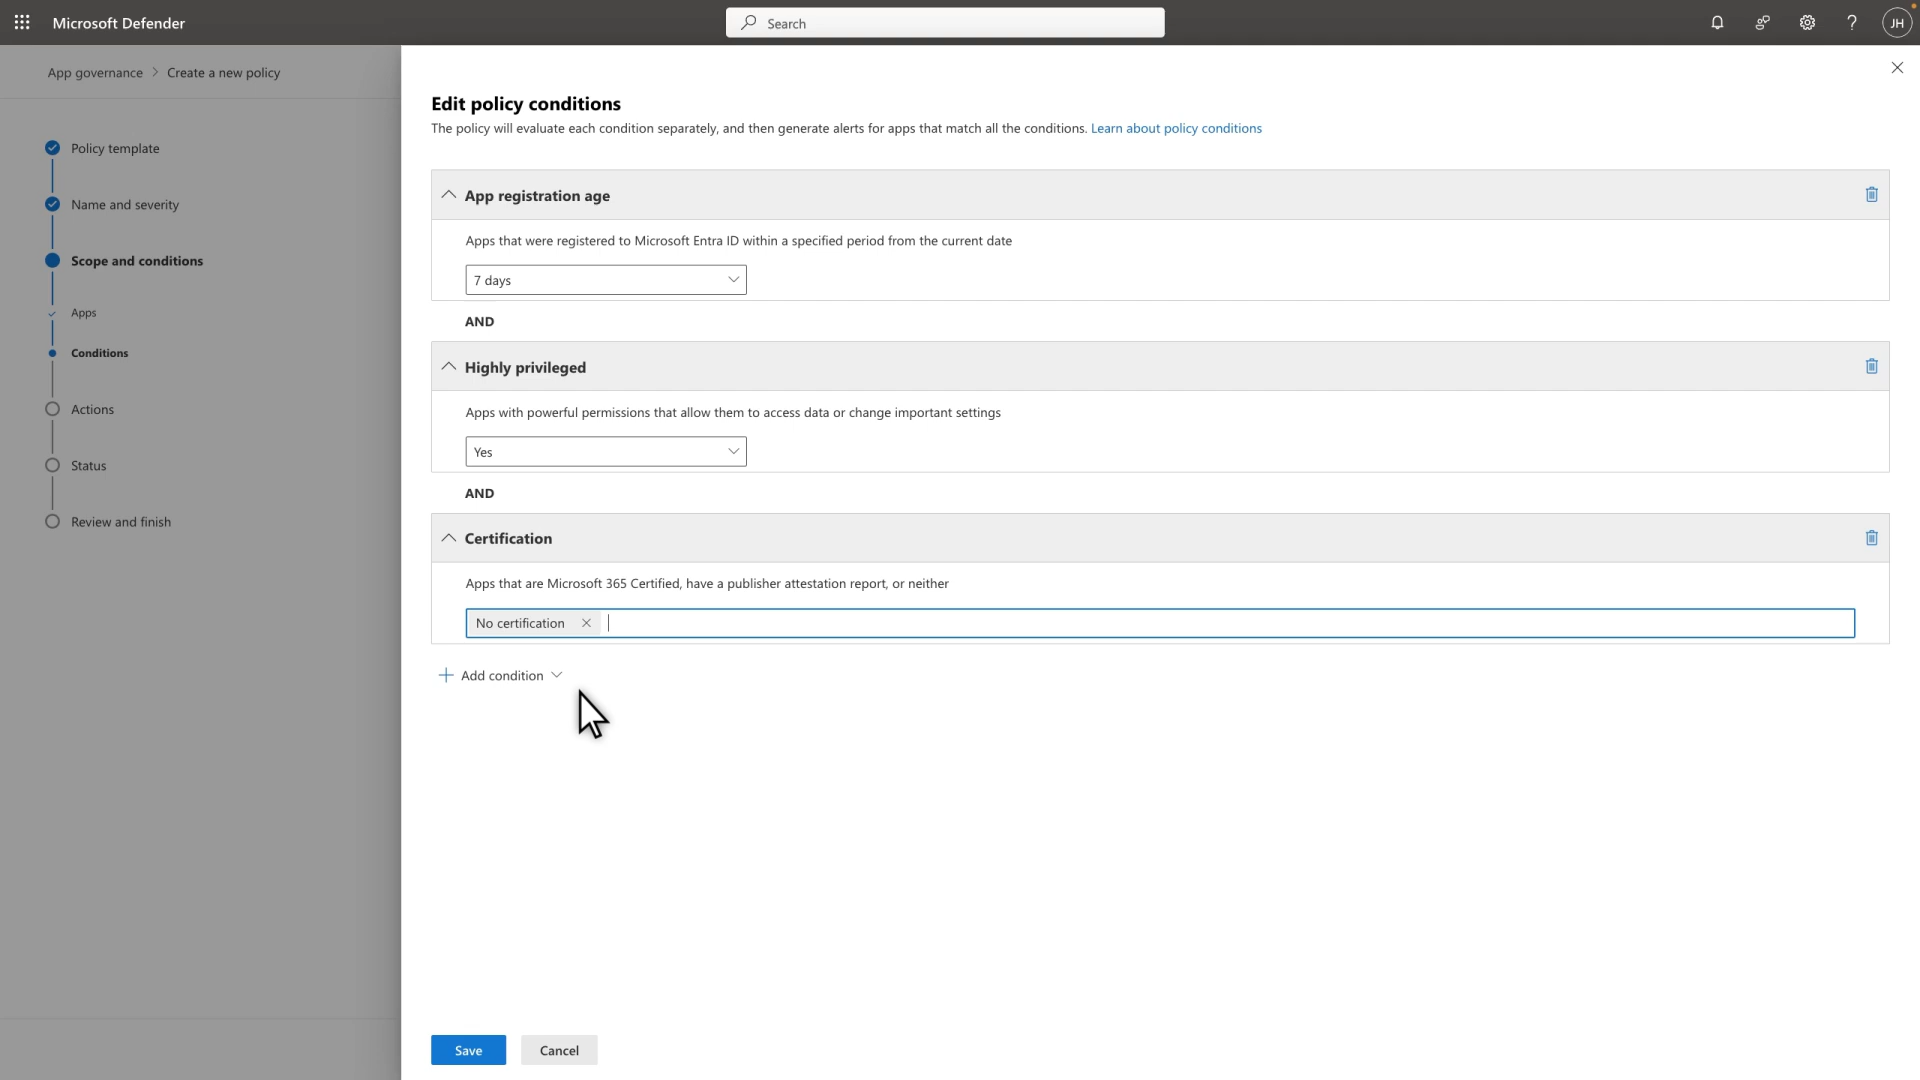 Microsoft Defender
Search
JH
App governance > Create a new policy
Policy template
Name and severity
Scope and conditions
Apps
Conditions
Actions
Status
Review and finish
Edit policy conditions
The policy will evaluate each condition separately, and then generate alerts for apps that match all the conditions. Learn about policy conditions
App registration age
Apps that were registered to Microsoft Entra ID within a specified period from the current date
7 days
AND
Highly privileged
Apps with powerful permissions that allow them to access data or change important settings
Yes
AND
Certification
Apps that are Microsoft 365 Certified, have a publisher attestation report, or neither
No certification
Add condition
Save
Cancel